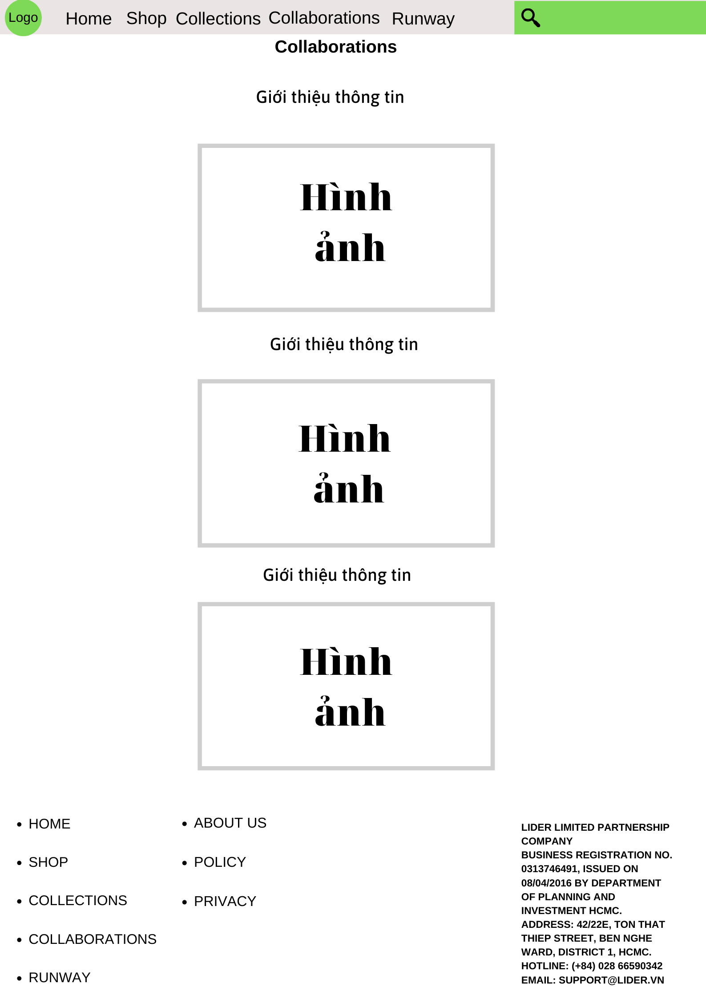 Logo Home Shop Collections Collaborations Runway
Collaborations
Giới thiệu thông tin
Hình
ảnh
Giới thiệu thông tin
Hình
ảnh
Giới thiệu thông tin
Hình
ảnh
• HOME
• SHOP
• COLLECTIONS
• COLLABORATIONS
• RUNWAY
• ABOUT US
• POLICY
• PRIVACY
LIDER LIMITED PARTNERSHIP
COMPANY
BUSINESS REGISTRATION NO.
0313746491, ISSUED ON
08/04/2016 BY DEPARTMENT
OF PLANNING AND
INVESTMENT HCMC.
ADDRESS: 42/22E, TON THAT
THIEP STREET, BEN NGHE
WARD, DISTRICT 1, HCMC.
HOTLINE: (+84) 028 66590342
EMAIL: SUPPORT@LIDER.VN